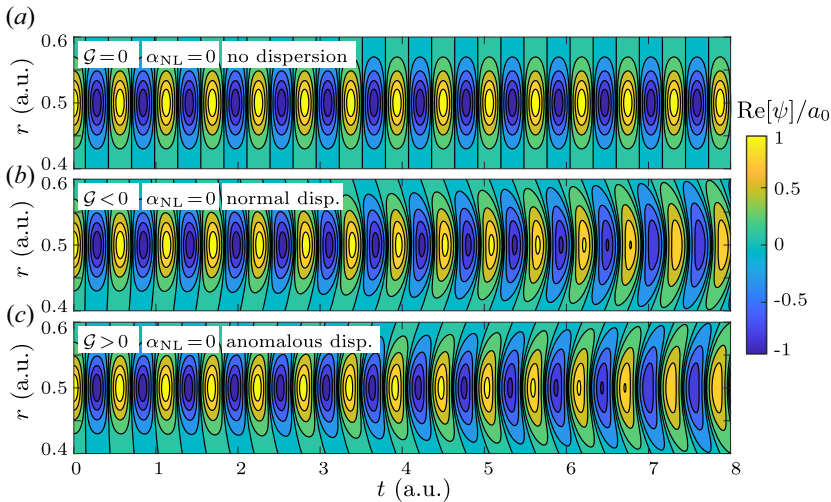 (a)
𝒢=0 α_NL=0 no dispersion
0.6
0.5
0.4
r (a.u.)
(b)
𝒢<0 α_NL=0 normal disp.
0.6
0.5
0.4
r (a.u.)
(c)
𝒢>0 α_NL=0 anomalous disp.
0.6
0.5
0.4
r (a.u.)
0 1 2 3 4 5 6 7 8
t (a.u.)
Re[ψ]/a₀
1
0.5
0
-0.5
-1